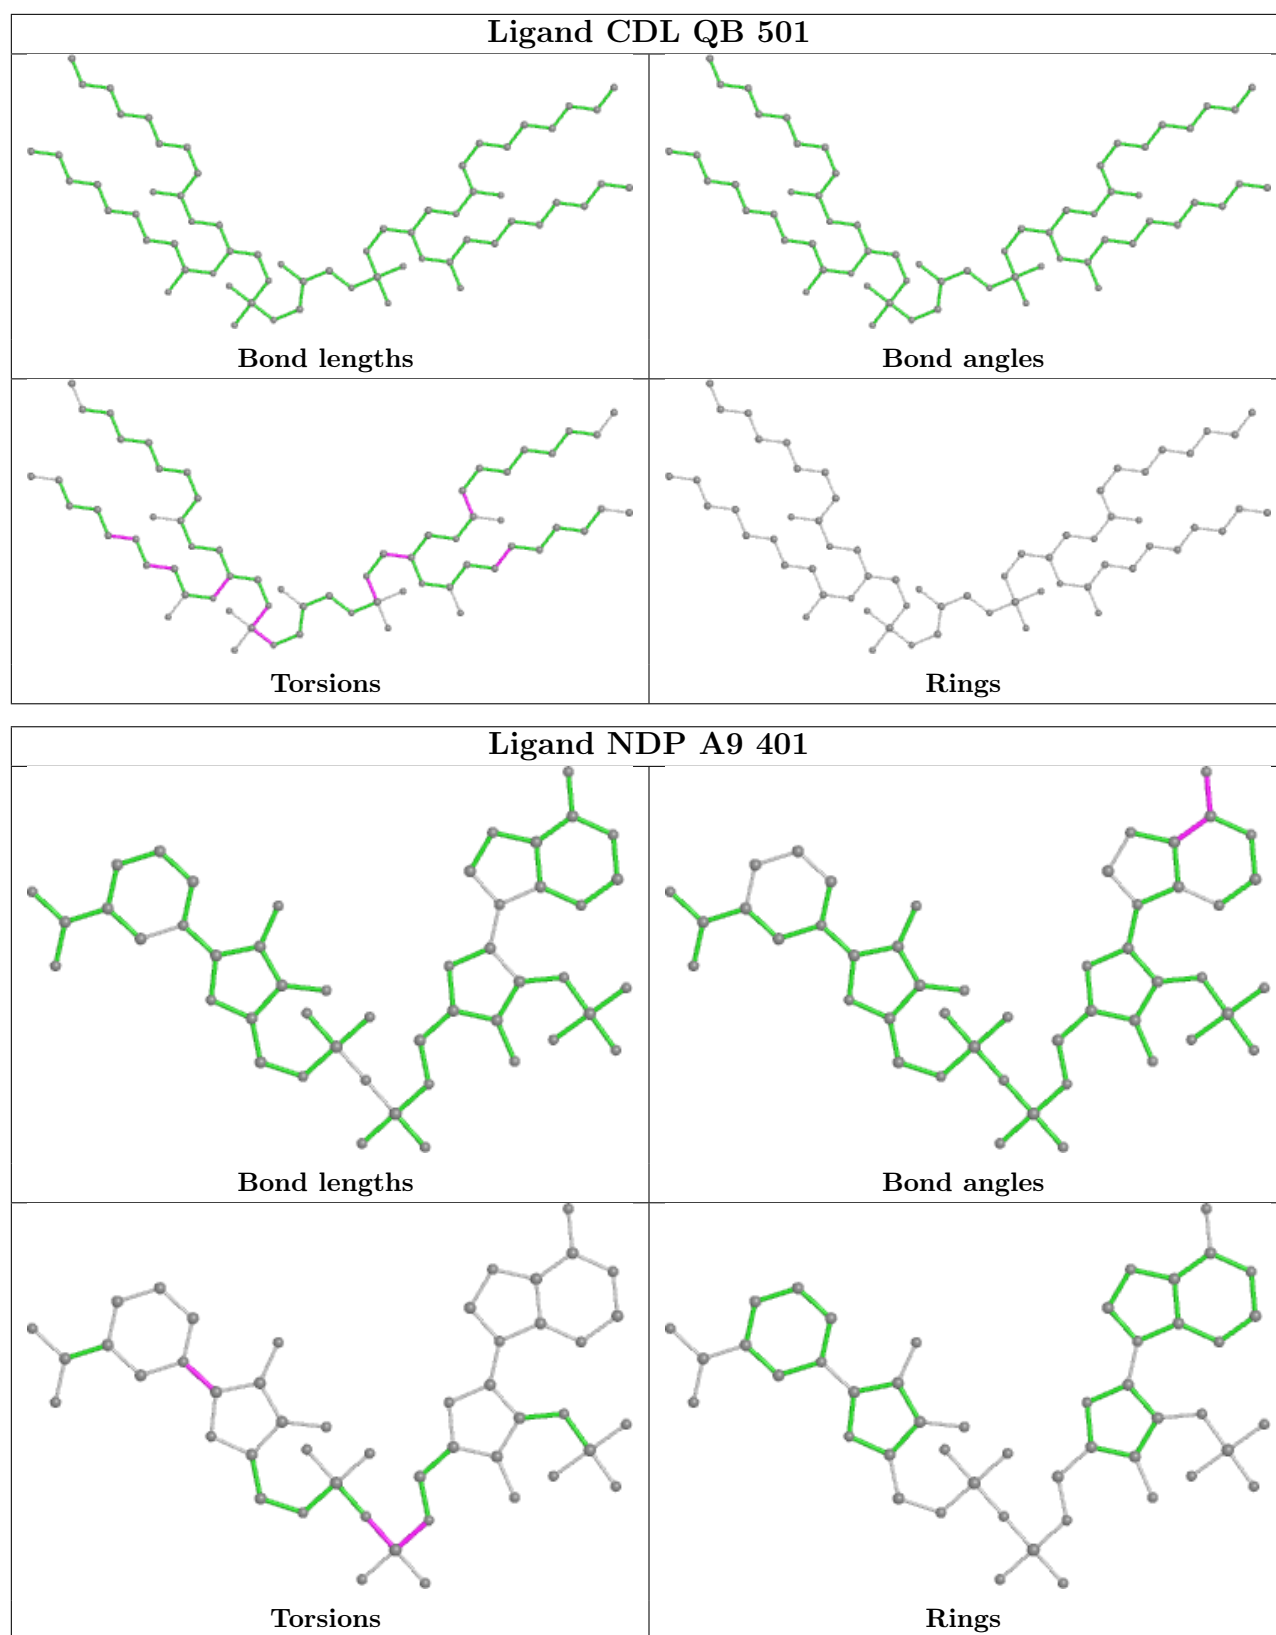 Ligand CDL QB 501
Bond lengths
Bond angles
Torsions
Rings
Ligand NDP A9 401
Bond lengths
Bond angles
Torsions
Rings